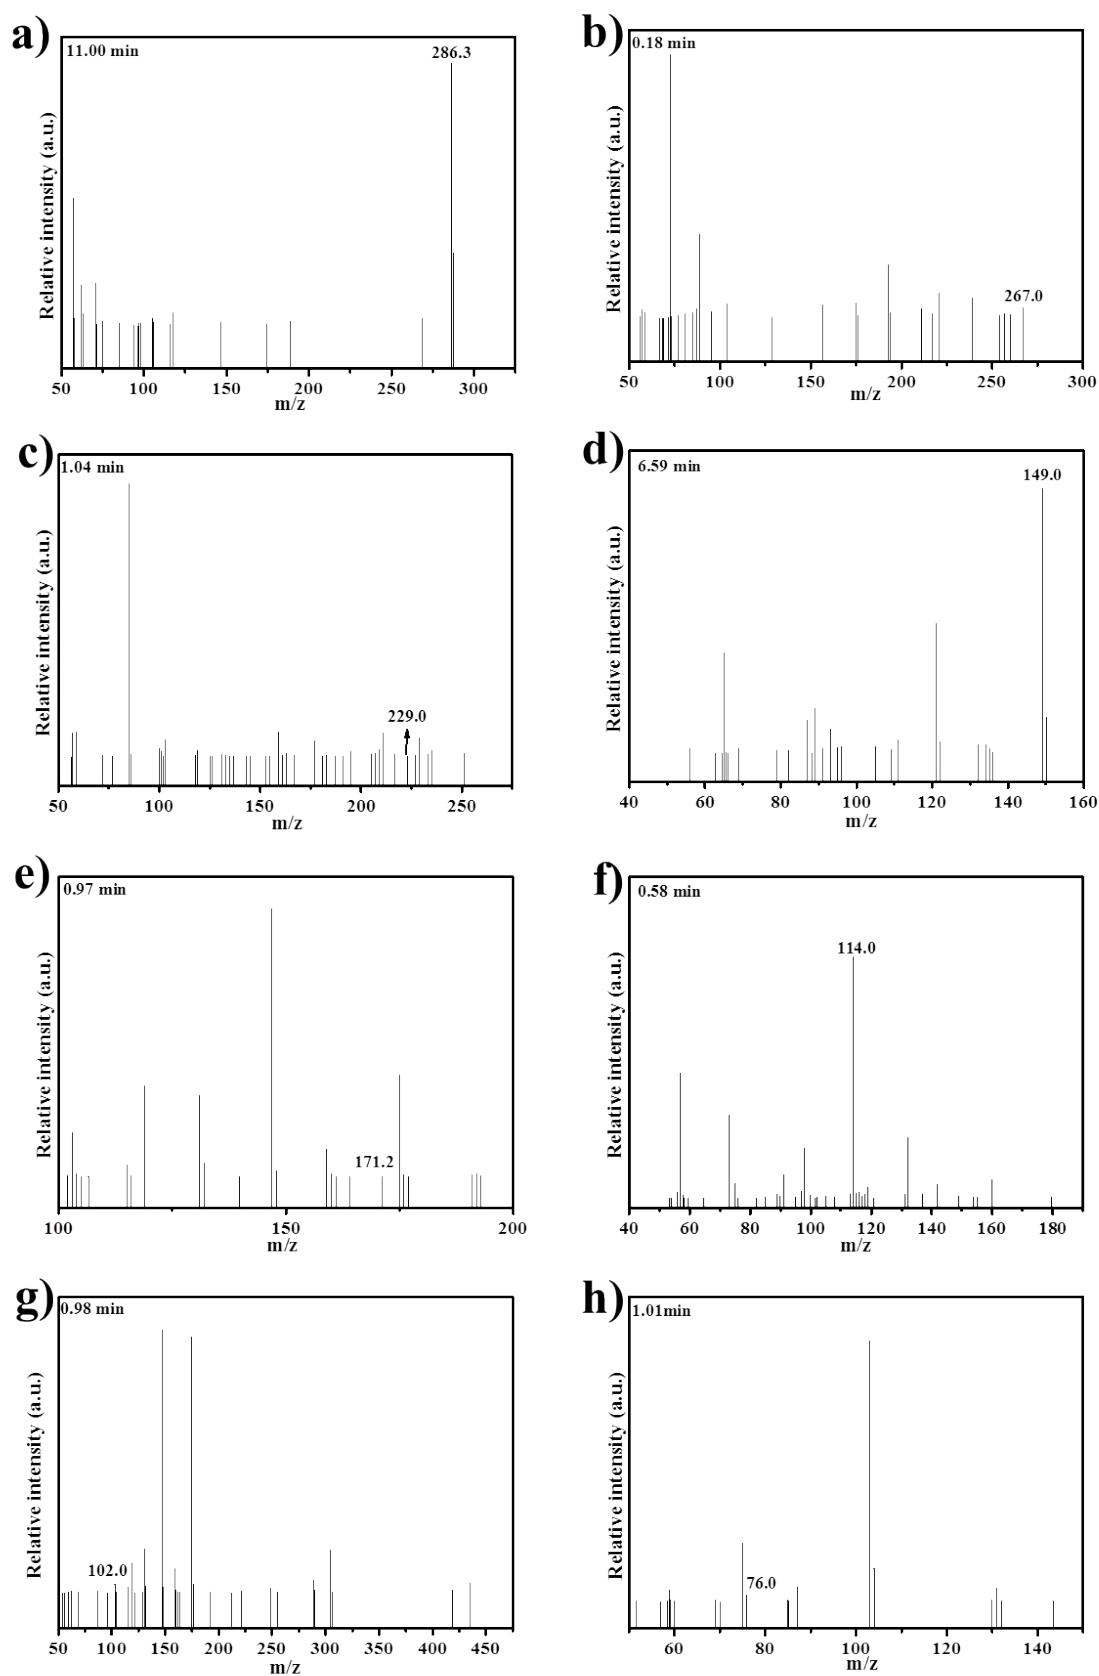 a)
11.00 min
286.3
Relative intensity (a.u.)
50 100 150 200 250 300
m/z
b)
0.18 min
267.0
Relative intensity (a.u.)
50 100 150 200 250 300
m/z
c)
1.04 min
229.0
Relative intensity (a.u.)
50 100 150 200 250
m/z
d)
6.59 min
149.0
Relative intensity (a.u.)
40 60 80 100 120 140 160
m/z
e)
0.97 min
171.2
Relative intensity (a.u.)
100 150 200
m/z
f)
0.58 min
114.0
Relative intensity (a.u.)
40 60 80 100 120 140 160 180
m/z
g)
0.98 min
102.0
Relative intensity (a.u.)
50 100 150 200 250 300 350 400 450
m/z
h)
1.01min
76.0
Relative intensity (a.u.)
60 80 100 120 140
m/z